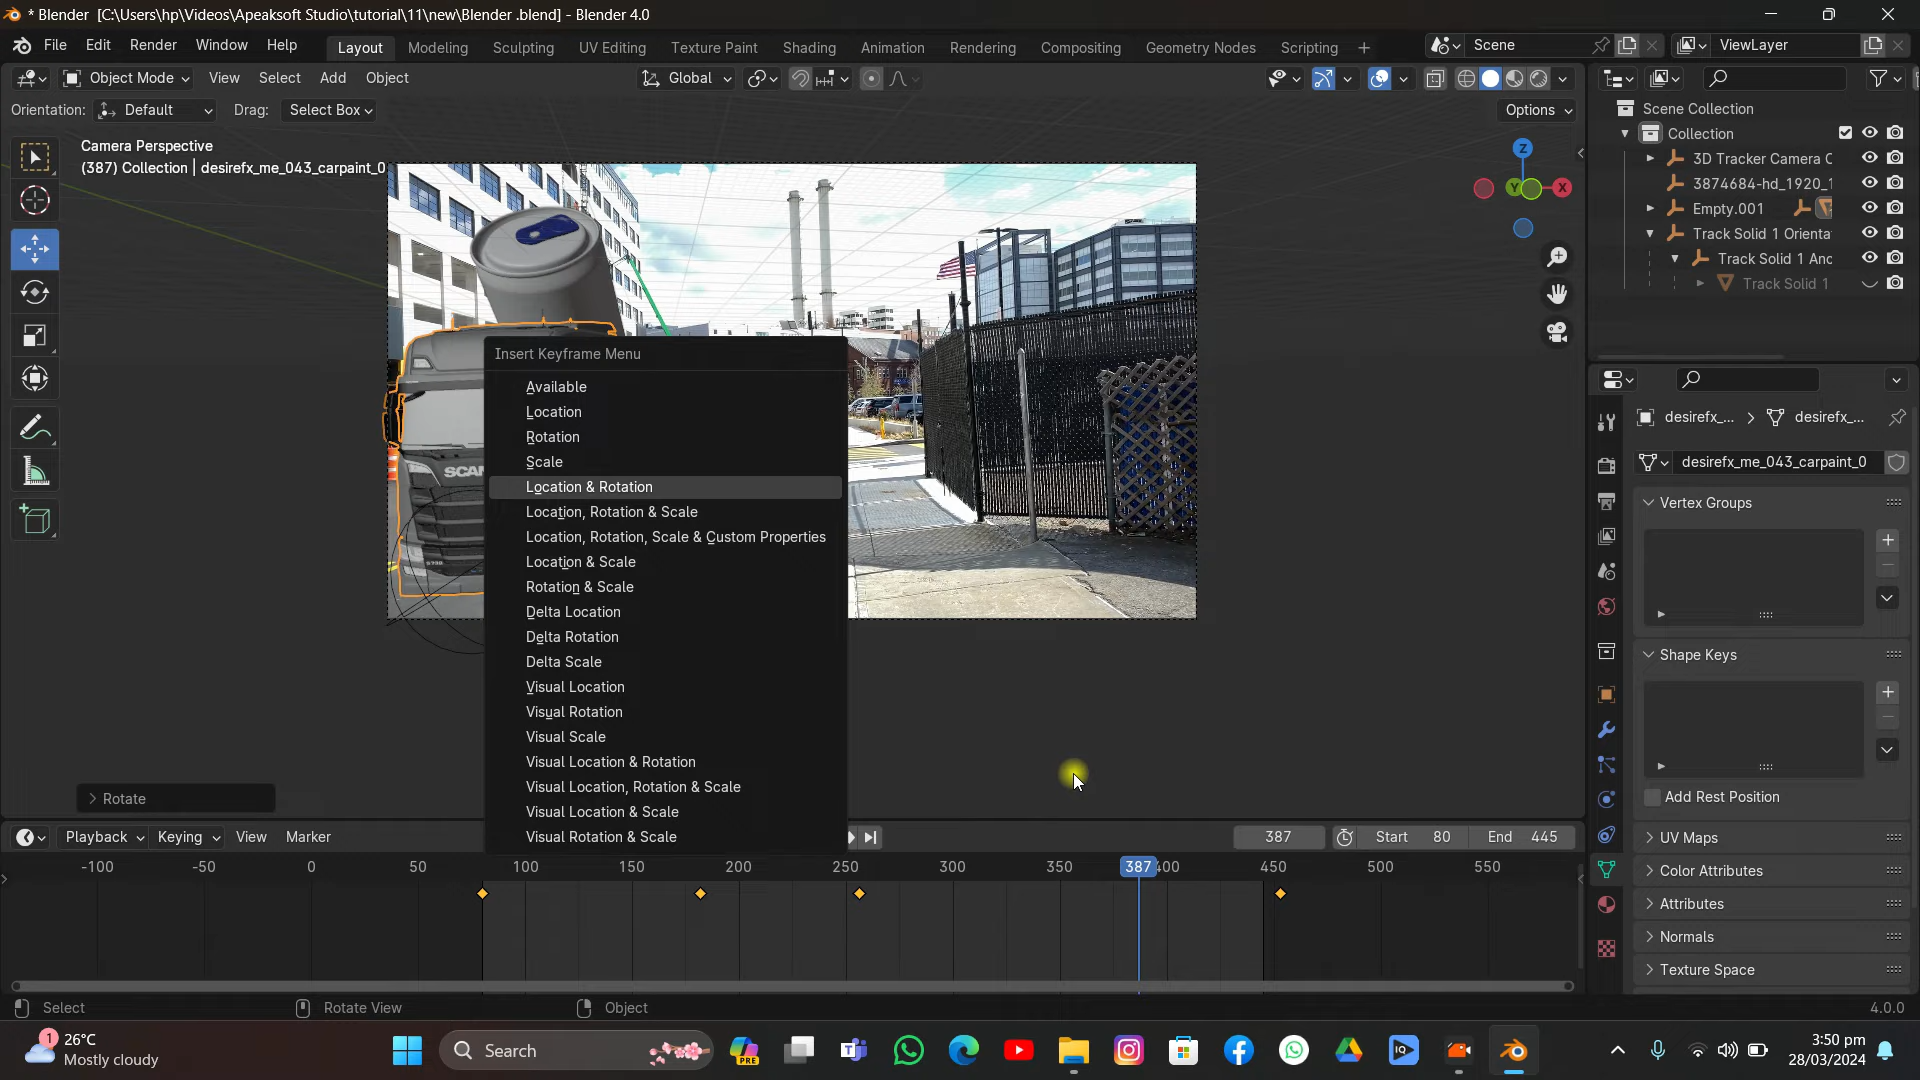 * Blender [C:\Users\hp\Videos\Apeaksoft Studio\tutorial\11\new\Blender .blend] - Blender 4.0
File Edit Render Window Help Layout Modeling Sculpting UV Editing Texture Paint Shading Animation Rendering Compositing Geometry Nodes Scripting + Scene ViewLayer
Object Mode View Select Add Object Global
Orientation: Default Drag: Select Box Options
Camera Perspective
(387) Collection | desirefx_me_043_carpaint_0
Z
Y X
Scene Collection
Collection
3D Tracker Camera C
3874684-hd_1920_1
Empty.001
Track Solid 1 Orienta
Track Solid 1 Anc
Track Solid 1
SCAN
Insert Keyframe Menu
Available
Location
Rotation
Scale
Location & Rotation
Location, Rotation & Scale
Location, Rotation, Scale & Custom Properties
Location & Scale
Rotation & Scale
Delta Location
Delta Rotation
Delta Scale
Visual Location
Visual Rotation
Visual Scale
Visual Location & Rotation
Visual Location, Rotation & Scale
Visual Location & Scale
Visual Rotation & Scale
desirefx_... desirefx_...
desirefx_me_043_carpaint_0
Vertex Groups
Shape Keys
Add Rest Position
UV Maps
Color Attributes
Attributes
Normals
Texture Space
Rotate
Playback Keying View Marker 387 Start 80 End 445
-100 -50 0 50 100 150 200 250 300 350 387 400 450 500 550
Select Rotate View Object 4.0.0
1 26°C
Mostly cloudy
Search
PRE
3:50 pm
28/03/2024